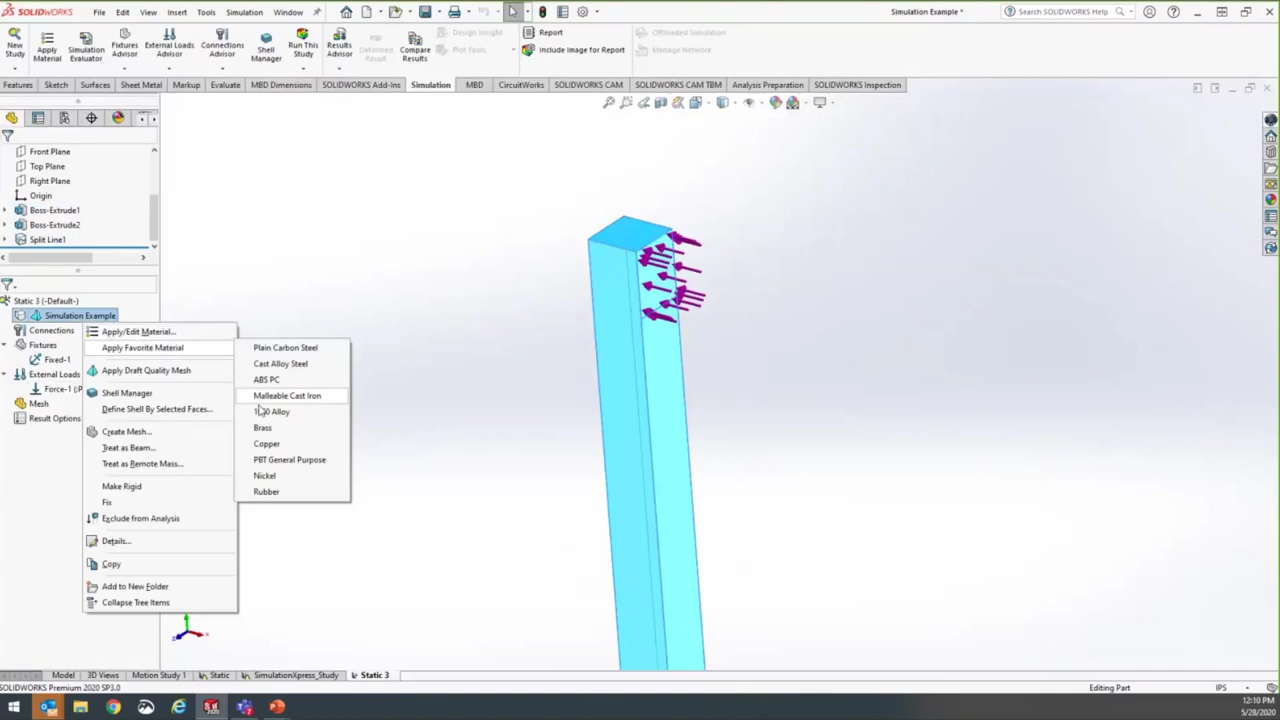 SOLIDWORKS File Edit View Insert Tools Simulation Window Simulation Example * Search SOLIDWORKS Help
New Study
Apply Material
Simulation Evaluator
Fixtures Advisor
External Loads Advisor
Connections Advisor
Shell Manager
Run This Study
Results Advisor
Deformed Result
Compare Results
Design Insight
Plot Tools
Report
Include Image for Report
Offloaded Simulation
Manage Network
Features Sketch Surfaces Sheet Metal Markup Evaluate MBD Dimensions SOLIDWORKS Add-Ins Simulation MBD CircuitWorks SOLIDWORKS CAM SOLIDWORKS CAM TBM Analysis Preparation SOLIDWORKS Inspection
Front Plane
Top Plane
Right Plane
Origin
Boss-Extrude1
Boss-Extrude2
Split Line1
Static 3 (-Default-)
Simulation Example
Connections
Fixtures
Fixed-1
External Loads
Force-1 (:P
Mesh
Result Options
Apply/Edit Material...
Apply Favorite Material
Apply Draft Quality Mesh
Shell Manager
Define Shell By Selected Faces...
Create Mesh...
Treat as Beam...
Treat as Remote Mass...
Make Rigid
Fix
Exclude from Analysis
Details...
Copy
Add to New Folder
Collapse Tree Items
Plain Carbon Steel
Cast Alloy Steel
ABS PC
Malleable Cast Iron
Alloy
Brass
Copper
PBT General Purpose
Nickel
Rubber
Model 3D Views Motion Study 1 Static SimulationXpress_Study Static 3
SOLIDWORKS Premium 2020 SP3.0 Editing Part IPS
12:10 PM
5/28/2020